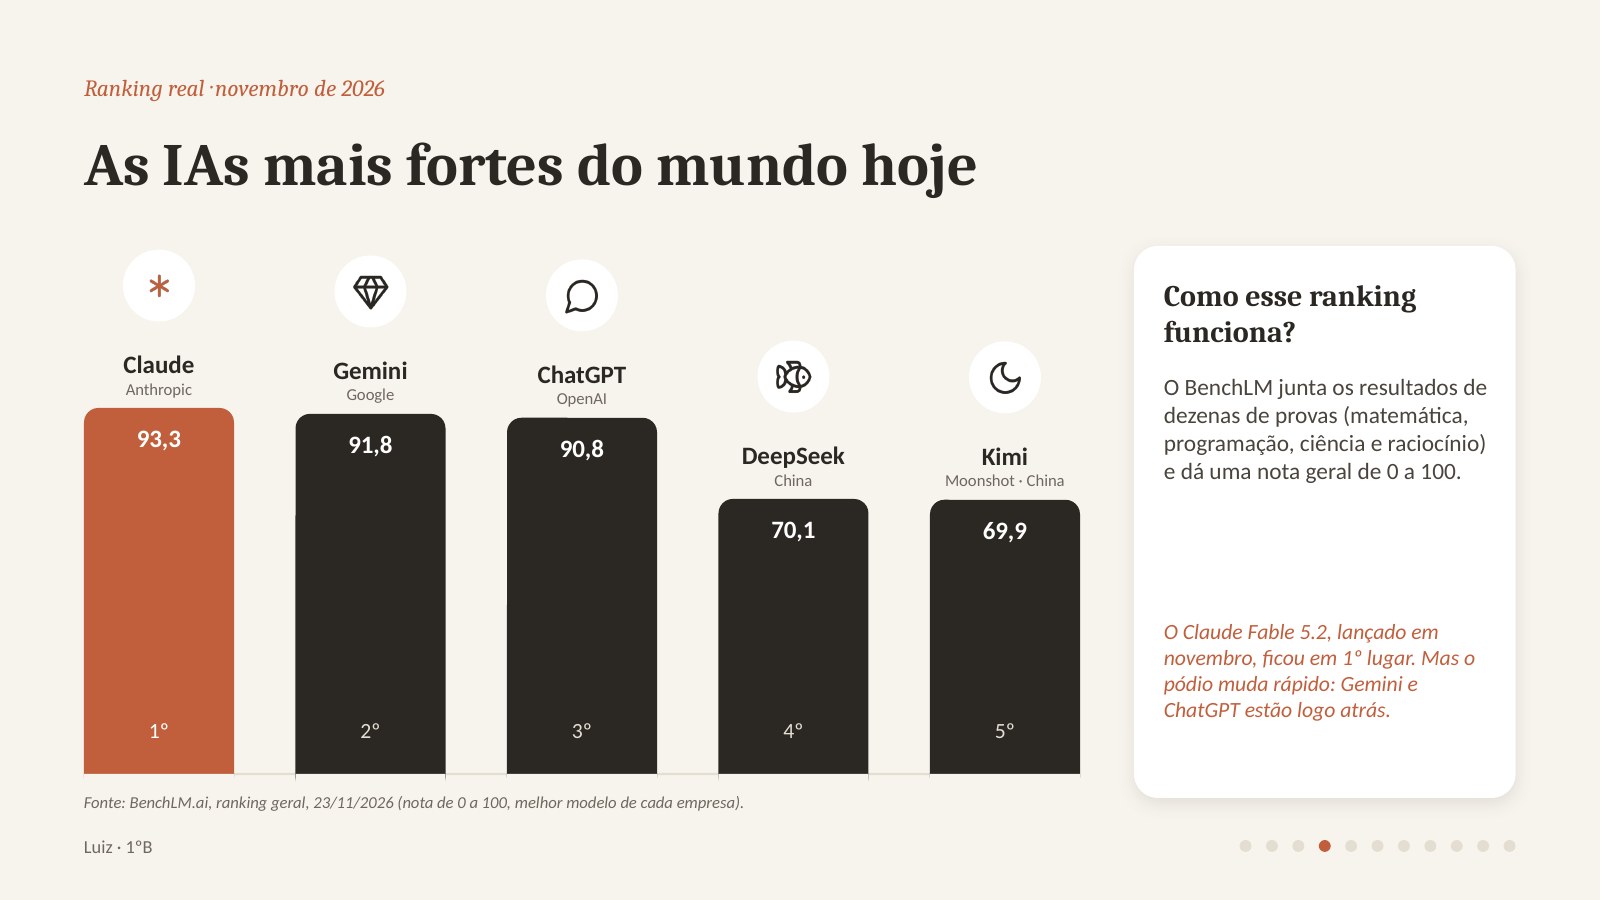 Ranking real · novembro de 2026
As IAs mais fortes do mundo hoje
Claude
Anthropic
93,3
1º
Gemini
Google
91,8
2º
ChatGPT
OpenAI
90,8
3º
DeepSeek
China
70,1
4º
Kimi
Moonshot · China
69,9
5º
Fonte: BenchLM.ai, ranking geral, 23/11/2026 (nota de 0 a 100, melhor modelo de cada empresa).
Como esse ranking
funciona?
O BenchLM junta os resultados de
dezenas de provas (matemática,
programação, ciência e raciocínio)
e dá uma nota geral de 0 a 100.
O Claude Fable 5.2, lançado em
novembro, ficou em 1º lugar. Mas o
pódio muda rápido: Gemini e
ChatGPT estão logo atrás.
Luiz · 1ºB